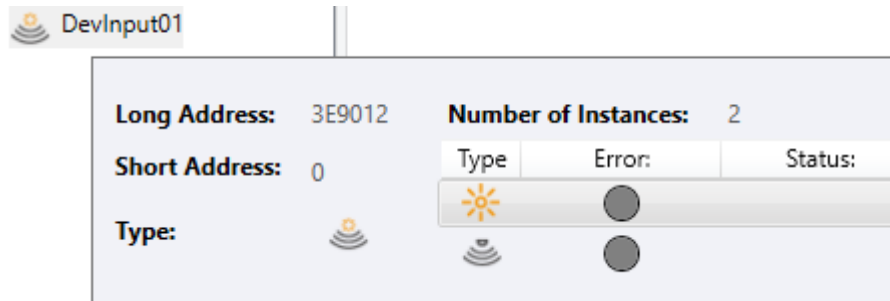 DevInput01
Long Address: 3E9012 Number of Instances: 2
Short Address: 0
Type Error: Status:
Type: